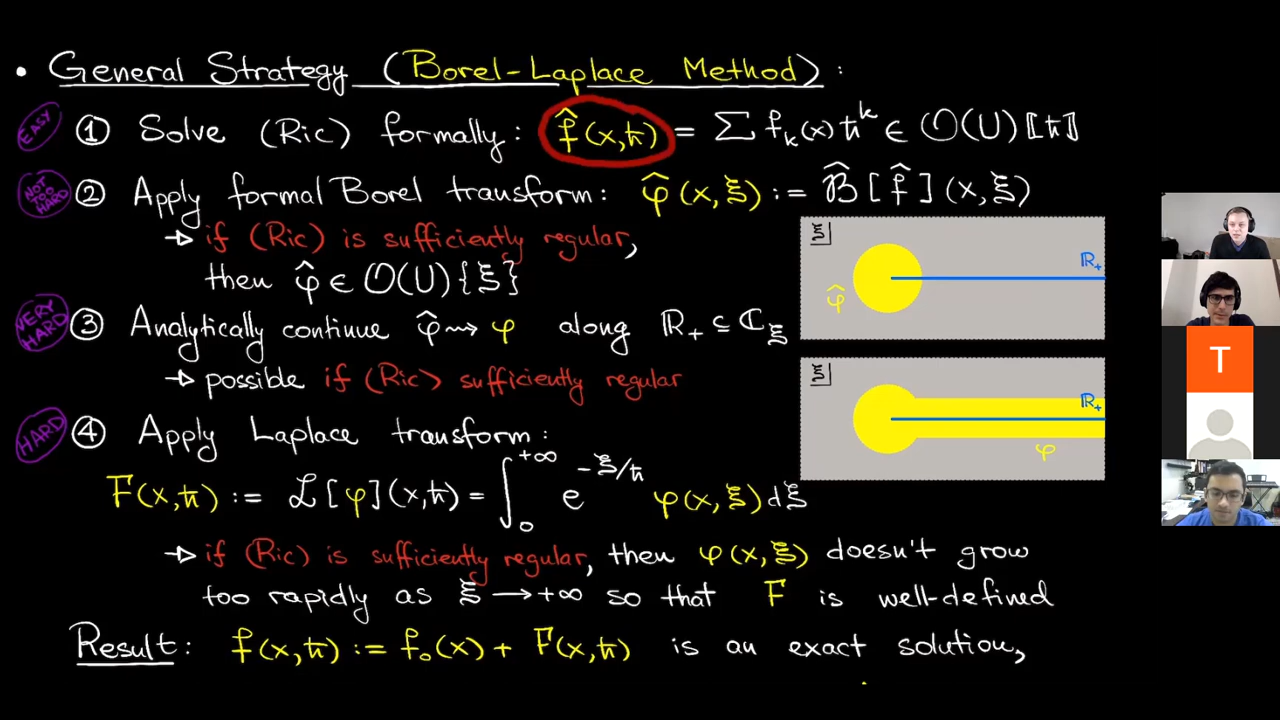 • General Strategy (Borel-Laplace Method):
EASY ① Solve (Ric) formally: f̂(x,ħ) = Σ fₖ(x)ħᵏ ∈ 𝒪(U)⟦ħ⟧
NOT TO HARD ② Apply formal Borel transform: φ̂(x,ξ) := 𝔅̂[f̂](x,ξ)
→ if (Ric) is sufficiently regular,
then φ̂ ∈ 𝒪(U){ξ}
ξ
ℝ₊
φ̂
VERY HARD ③ Analytically continue φ̂ ⇝ φ along ℝ₊ ⊆ ℂ_ξ
→ possible if (Ric) sufficiently regular
ξ
ℝ₊
φ
HARD ④ Apply Laplace transform:
F(x,ħ) := ℒ[φ](x,ħ) = ∫₀^{+∞} e^{-ξ/ħ} φ(x,ξ)dξ
→ if (Ric) is sufficiently regular, then φ(x,ξ) doesn't grow
too rapidly as ξ → +∞ so that F is well-defined
Result: f(x,ħ) := f₀(x) + F(x,ħ) is an exact solution,
T